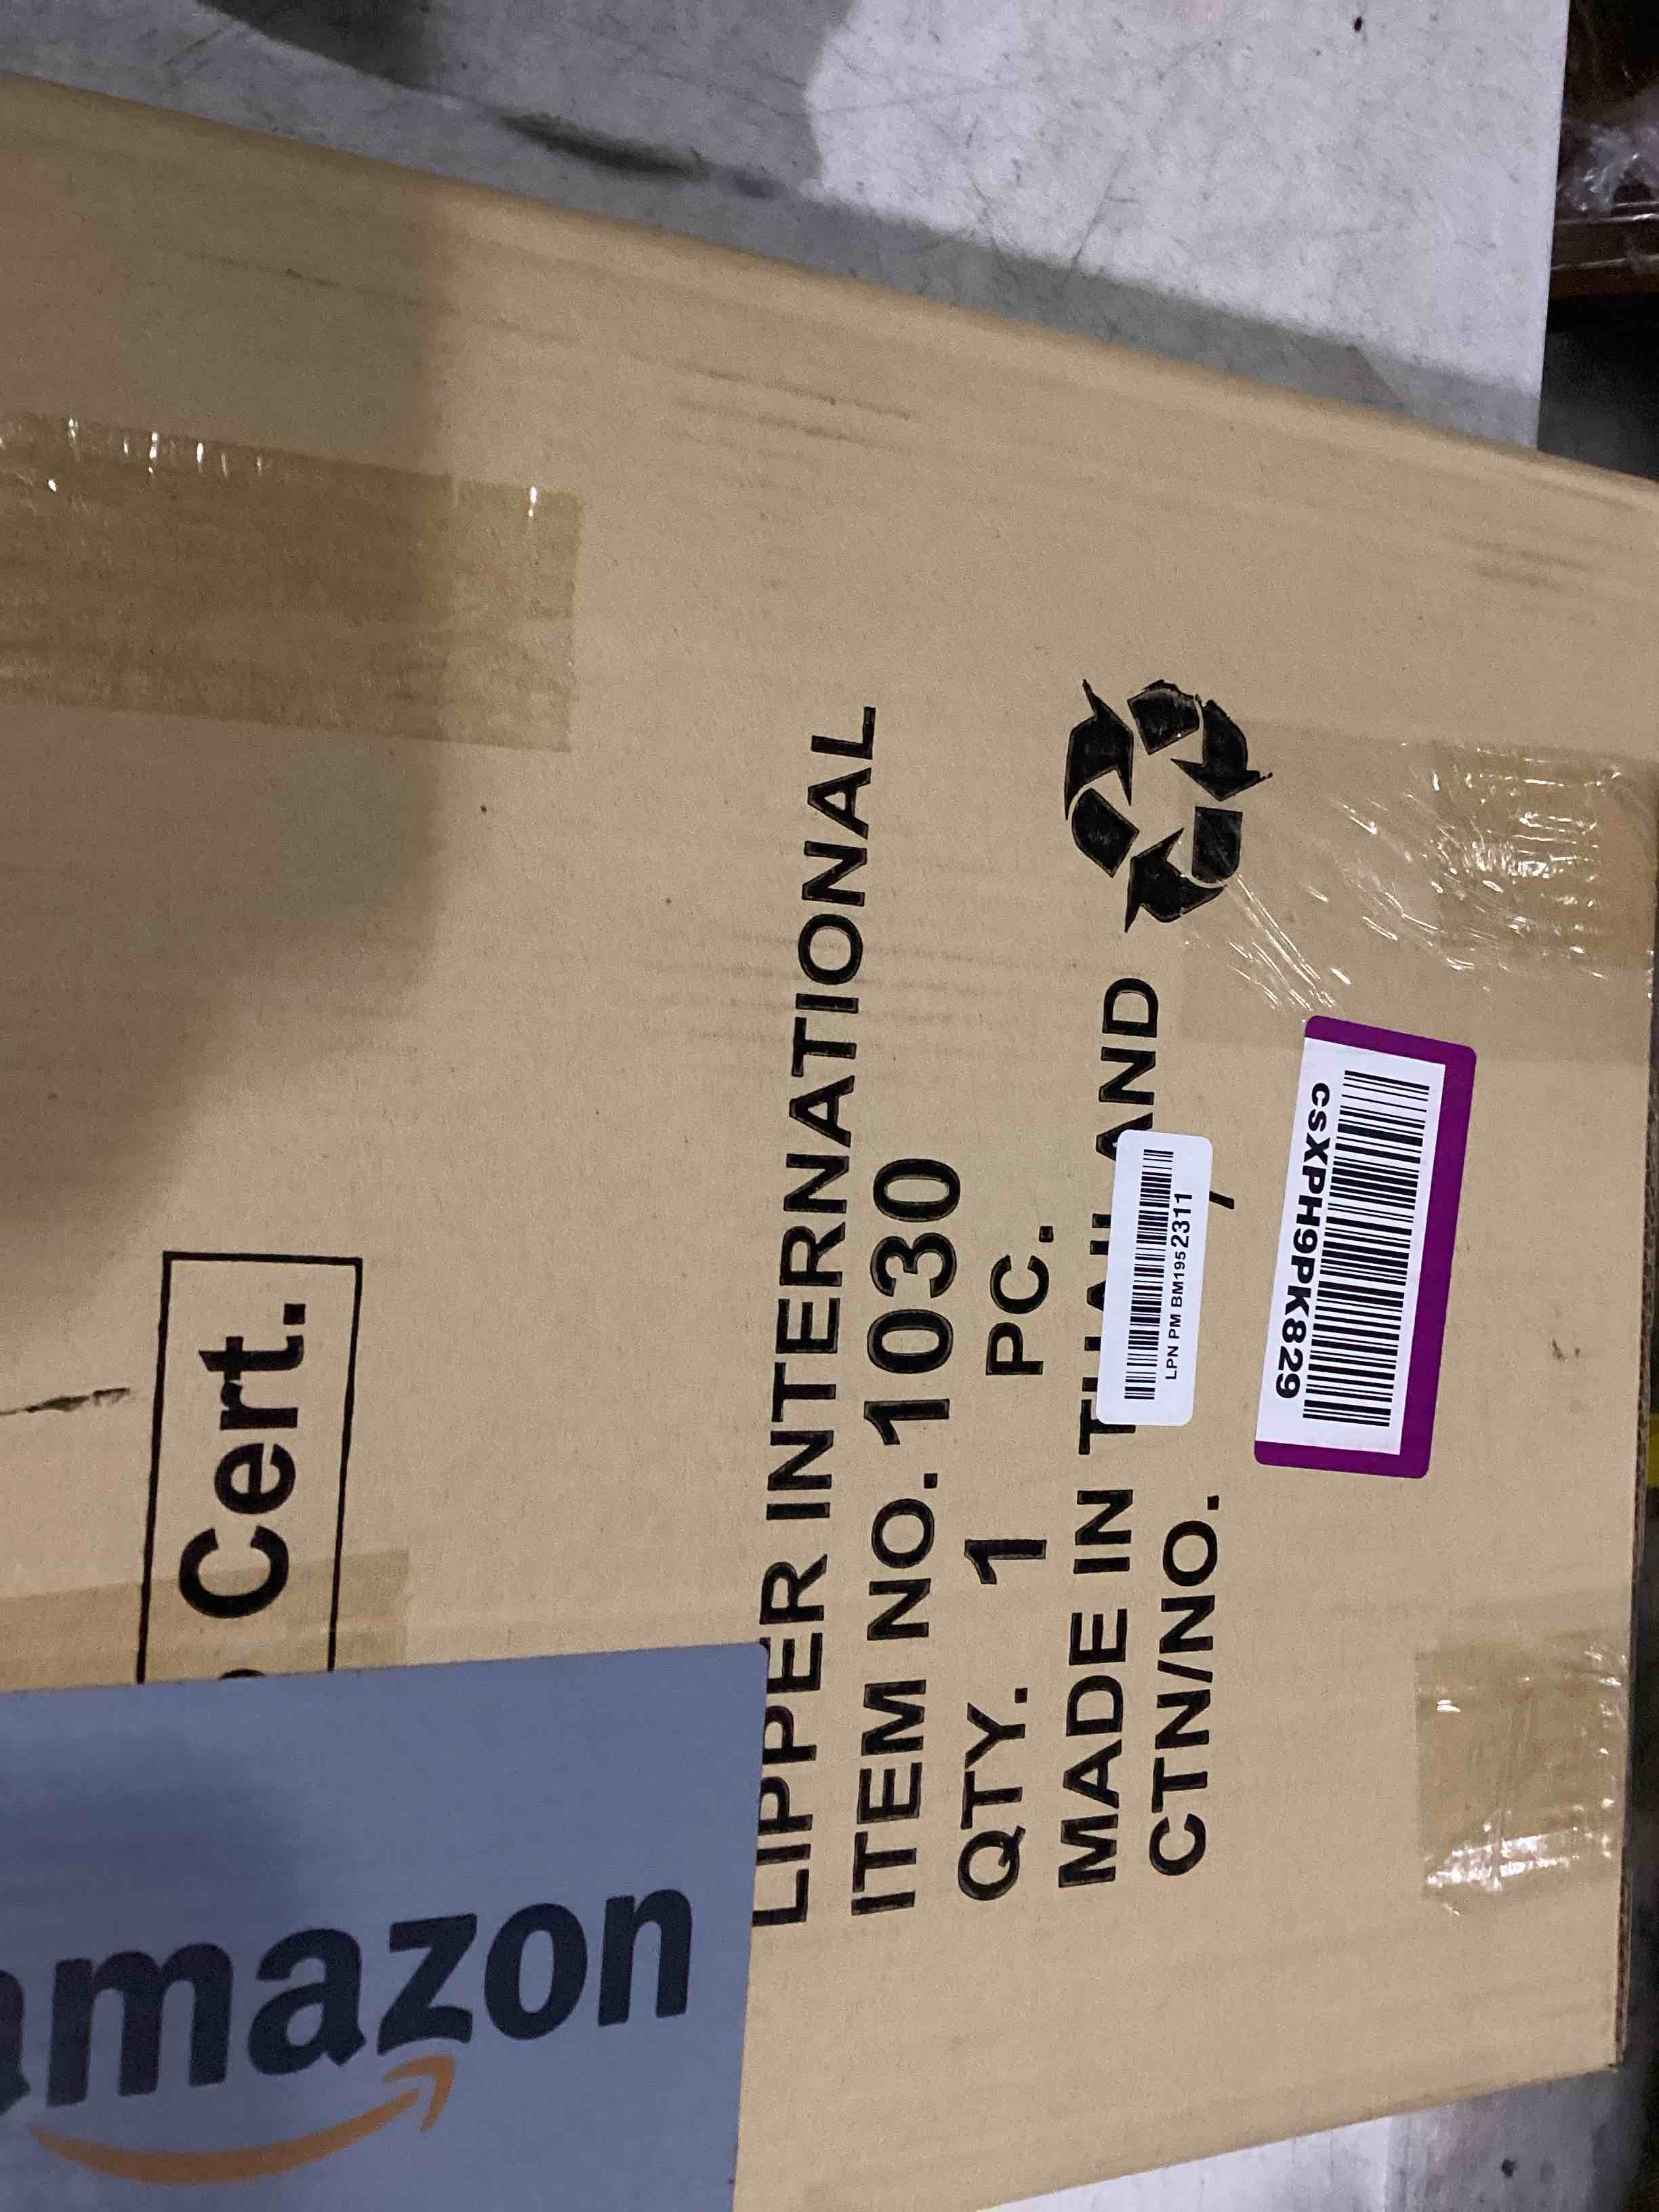 Cert.
amazon
LIPPER INTERNATIONAL
ITEM NO. 1030
QTY. 1 PC.
MADE IN THAILAND
CTN/NO.
LPN PM BM1952311
csXPH9PK829